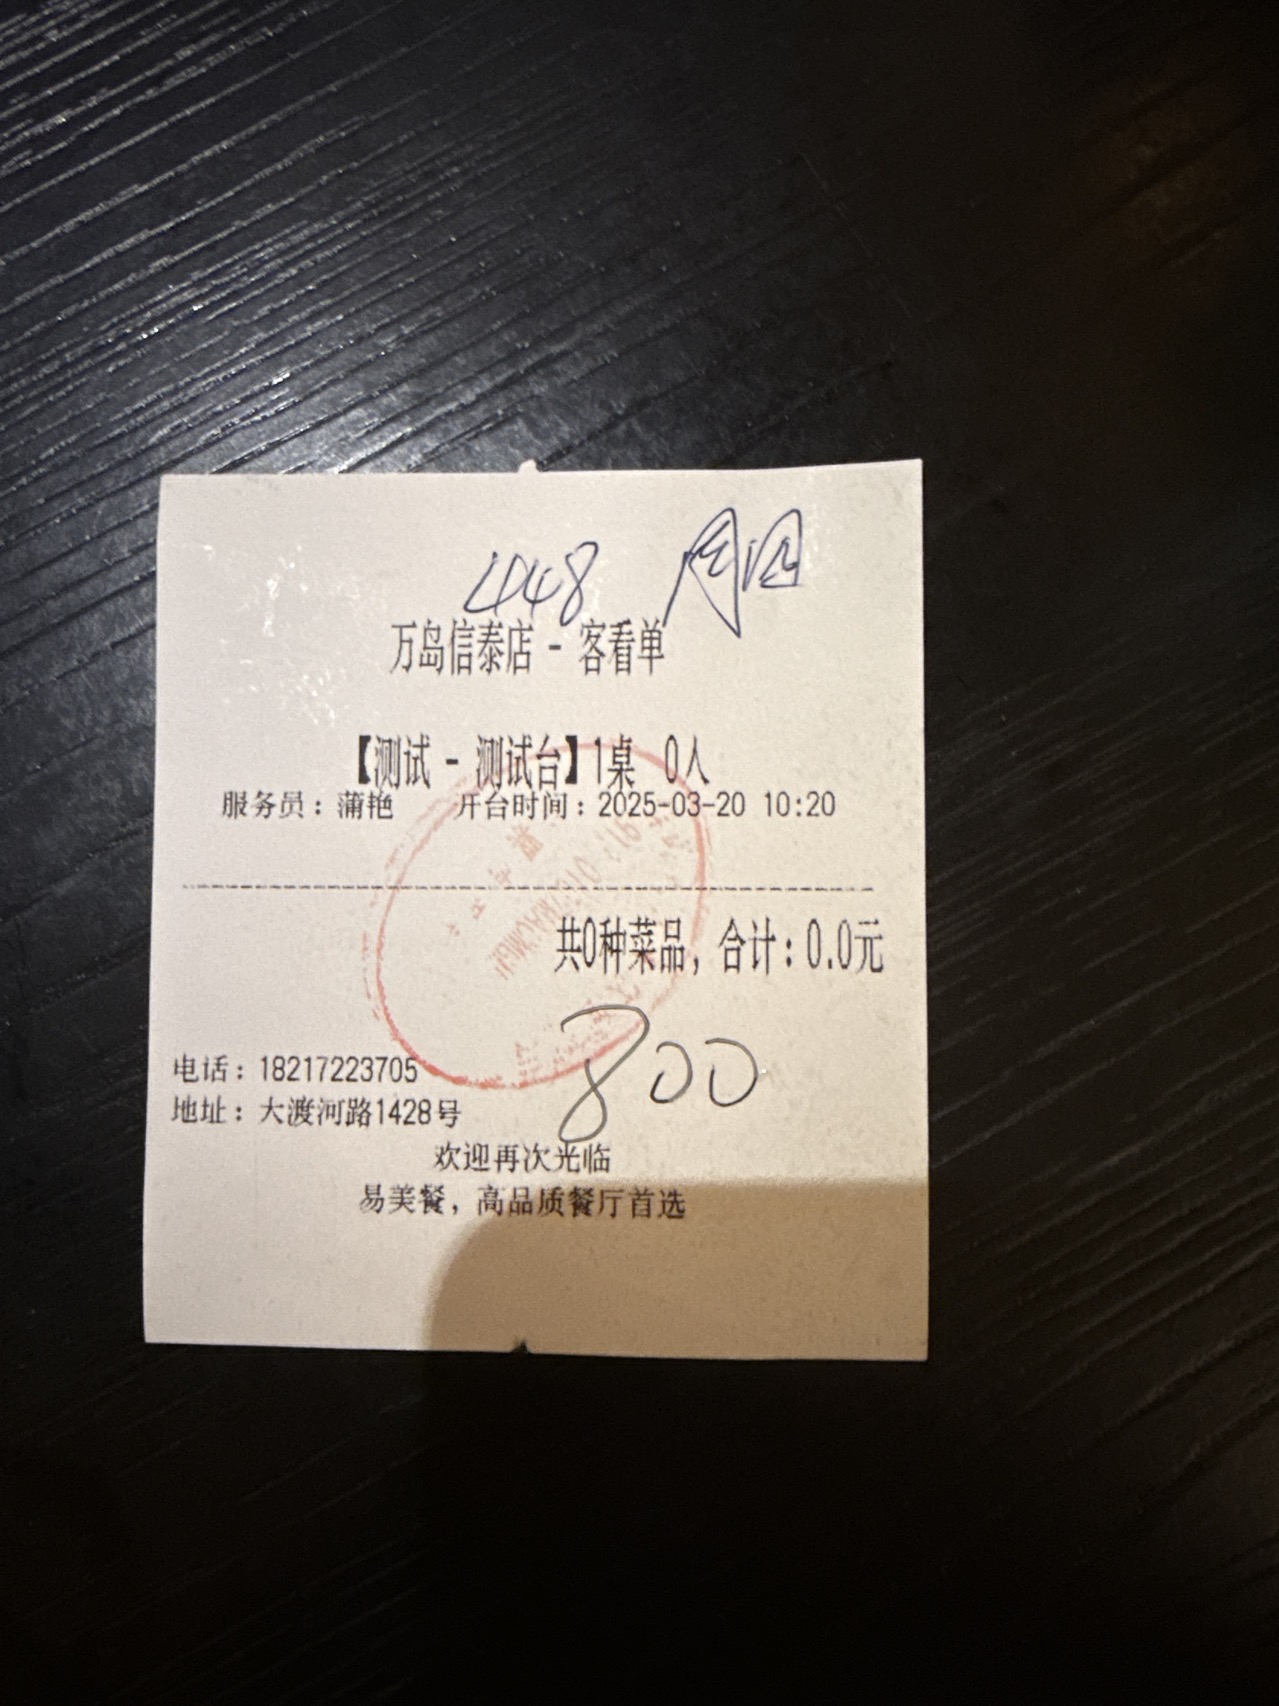 448 周四
万岛信泰店 - 客看单
【测试 - 测试台】1桌 0人
服务员：蒲艳 开台时间：2025-03-20 10:20
共0种菜品，合计：0.0元
800
电话：18217223705
地址：大渡河路1428号
欢迎再次光临
易美餐，高品质餐厅首选